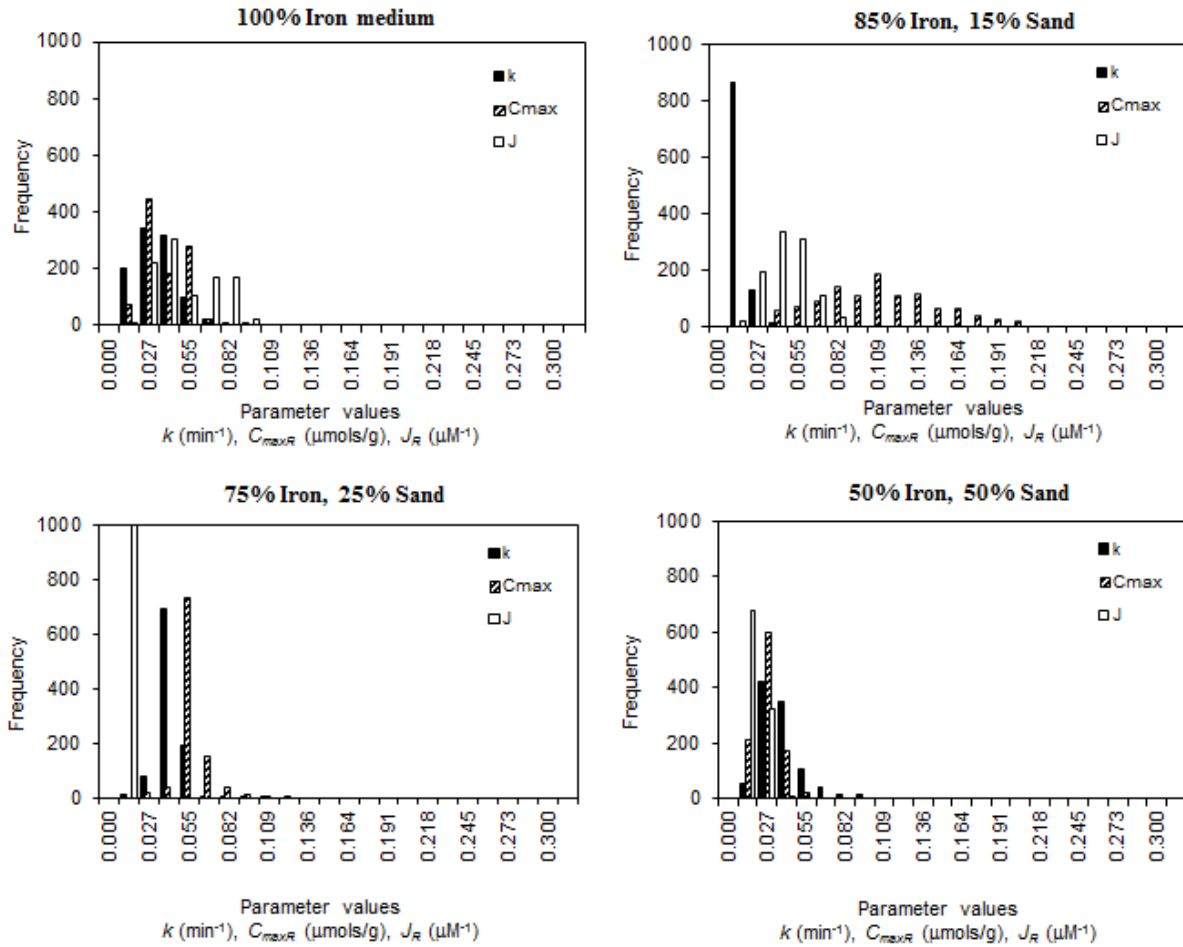 100% Iron medium
1000
800
600
400
200
0
Frequency
k
Cmax
J
0.000
0.027
0.055
0.082
0.109
0.136
0.164
0.191
0.218
0.245
0.273
0.300
Parameter values
k (min⁻¹), CmaxR (µmols/g), JR (µM⁻¹)
85% Iron, 15% Sand
1000
800
600
400
200
0
Frequency
k
Cmax
J
0.000
0.027
0.055
0.082
0.109
0.136
0.164
0.191
0.218
0.245
0.273
0.300
Parameter values
k (min⁻¹), CmaxR (µmols/g), JR (µM⁻¹)
75% Iron, 25% Sand
1000
800
600
400
200
0
Frequency
k
Cmax
J
0.000
0.027
0.055
0.082
0.109
0.136
0.164
0.191
0.218
0.245
0.273
0.300
Parameter values
k (min⁻¹), CmaxR (µmols/g), JR (µM⁻¹)
50% Iron, 50% Sand
1000
800
600
400
200
0
Frequency
k
Cmax
J
0.000
0.027
0.055
0.082
0.109
0.136
0.164
0.191
0.218
0.245
0.273
0.300
Parameter values
k (min⁻¹), CmaxR (µmols/g), JR (µM⁻¹)